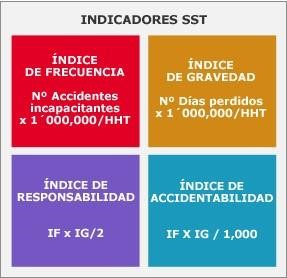 INDICADORES SST
ÍNDICE
DE FRECUENCIA
Nº Accidentes
incapacitantes
x 1´000,000/HHT
ÍNDICE
DE GRAVEDAD
Nº Días perdidos
x 1´000,000/HHT
ÍNDICE DE
RESPONSABILIDAD
IF x IG/2
ÍNDICE DE
ACCIDENTABILIDAD
IF X IG / 1,000